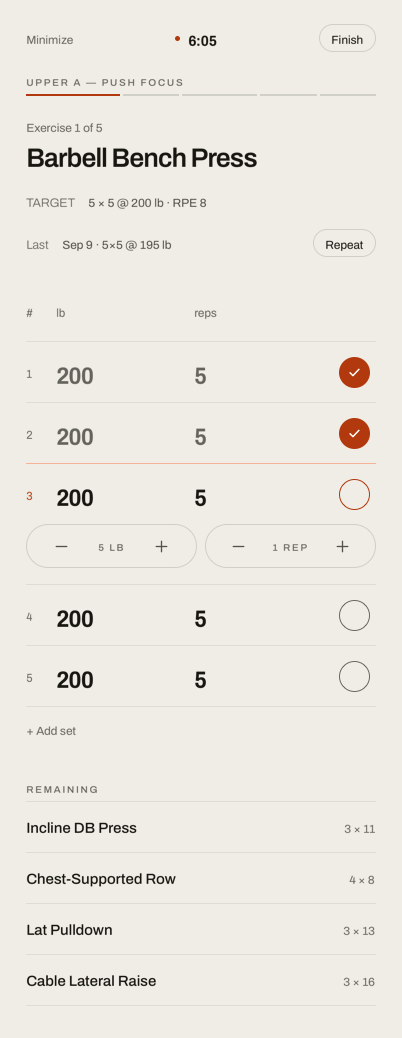 Minimize 6:05 Finish
UPPER A — PUSH FOCUS
Exercise 1 of 5
Barbell Bench Press
TARGET 5 × 5 @ 200 lb · RPE 8
Last Sep 9 · 5×5 @ 195 lb Repeat
# lb reps
1 200 5
2 200 5
3 200 5
− 5 LB + − 1 REP +
4 200 5
5 200 5
+ Add set
REMAINING
Incline DB Press 3 × 11
Chest-Supported Row 4 × 8
Lat Pulldown 3 × 13
Cable Lateral Raise 3 × 16